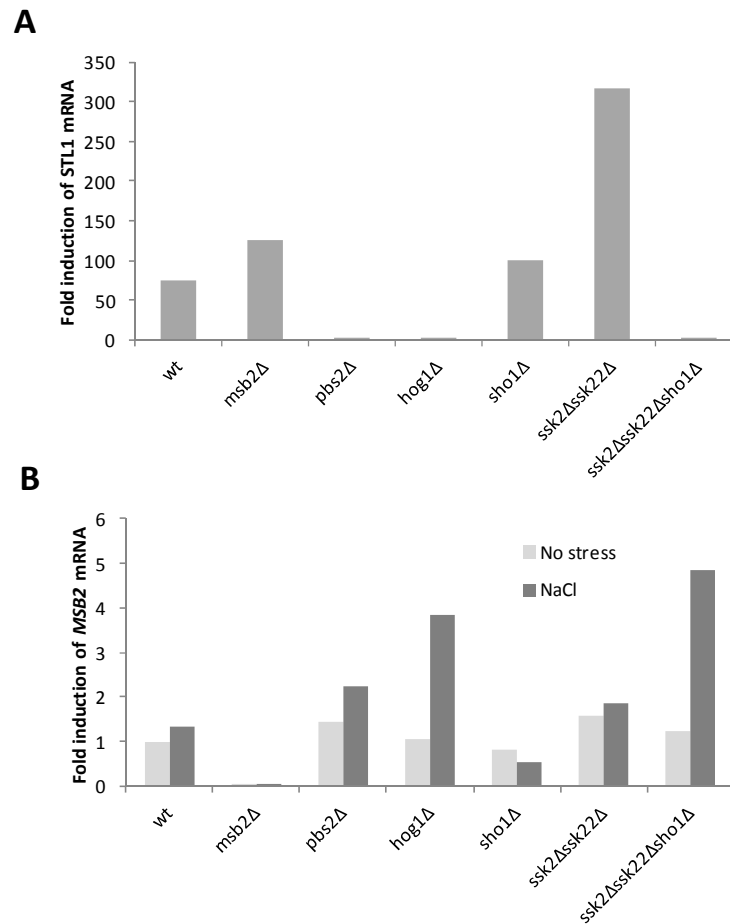 A
Fold induction of STL1 mRNA
350
300
250
200
150
100
50
0
wt
msb2Δ
pbs2Δ
hog1Δ
sho1Δ
ssk2Δssk22Δ
ssk2Δssk22Δsho1Δ
B
Fold induction of MSB2 mRNA
6
5
4
3
2
1
0
No stress
NaCl
wt
msb2Δ
pbs2Δ
hog1Δ
sho1Δ
ssk2Δssk22Δ
ssk2Δssk22Δsho1Δ